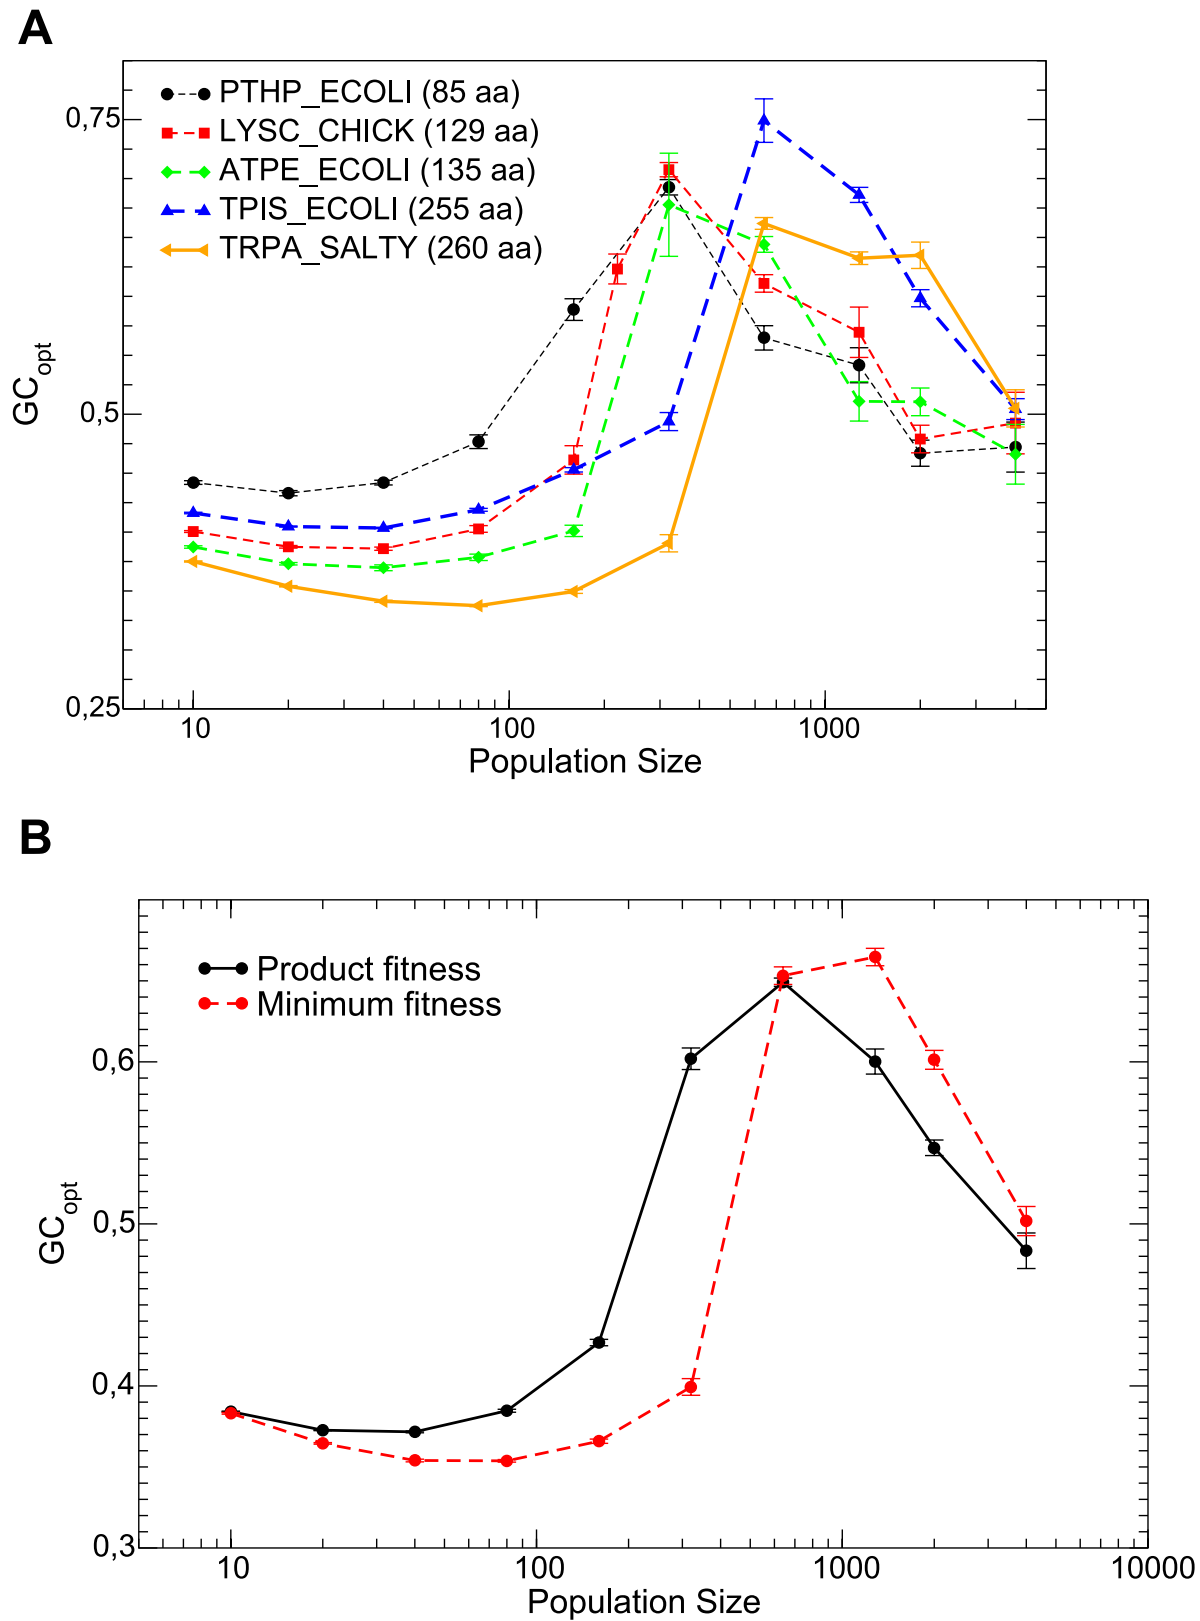 A
PTHP_ECOLI (85 aa)
LYSC_CHICK (129 aa)
ATPE_ECOLI (135 aa)
TPIS_ECOLI (255 aa)
TRPA_SALTY (260 aa)
0,75
0,5
0,25
GCopt
10 100 1000
Population Size
B
Product fitness
Minimum fitness
0,6
0,5
0,4
0,3
GCopt
10 100 1000 10000
Population Size